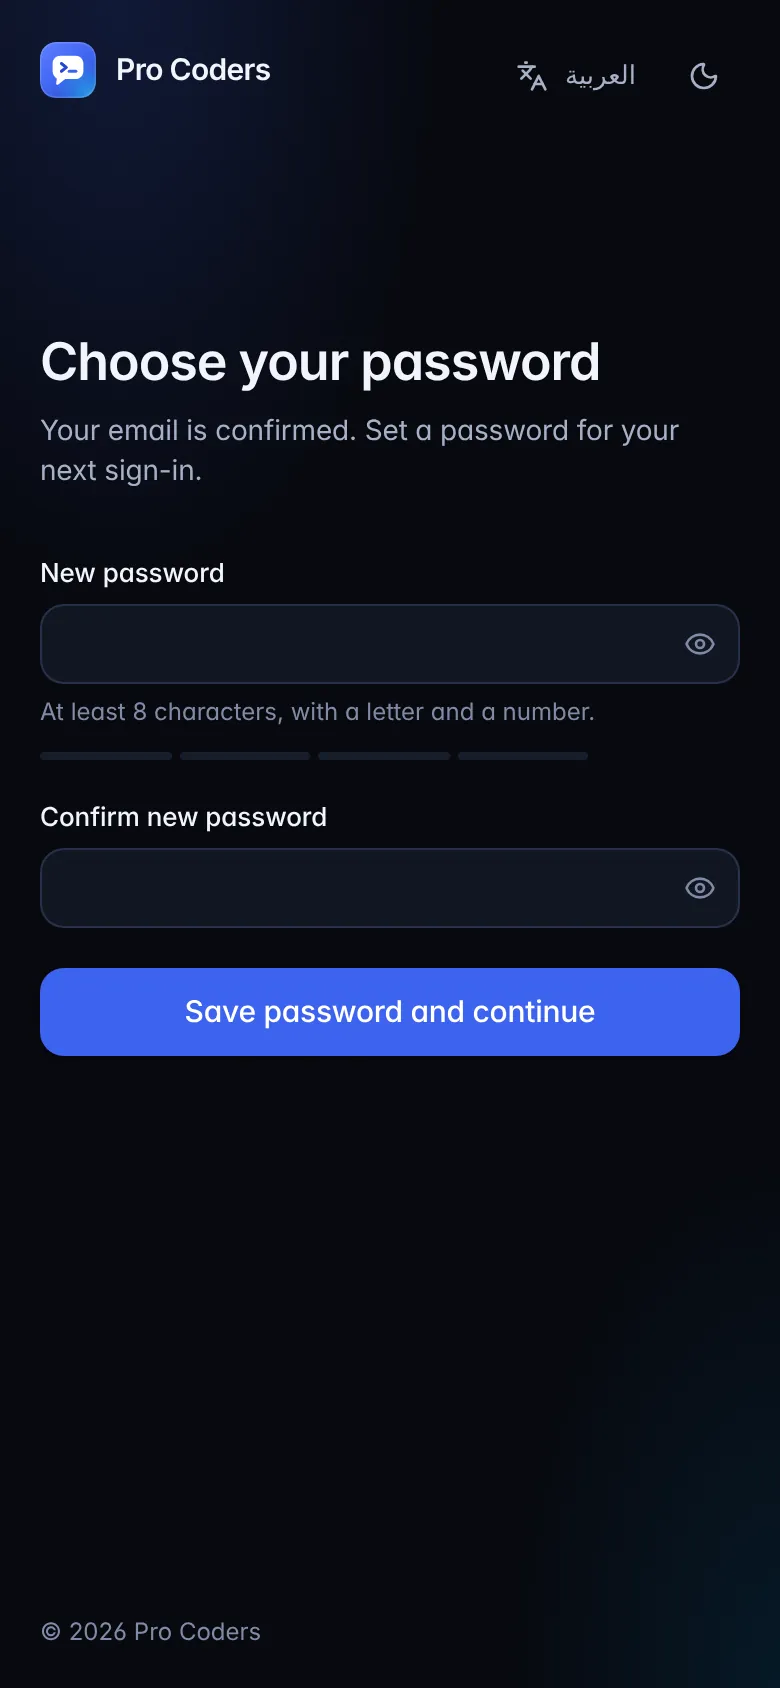 Pro Coders
العربية
Choose your password
Your email is confirmed. Set a password for your
next sign-in.
New password
At least 8 characters, with a letter and a number.
Confirm new password
Save password and continue
© 2026 Pro Coders